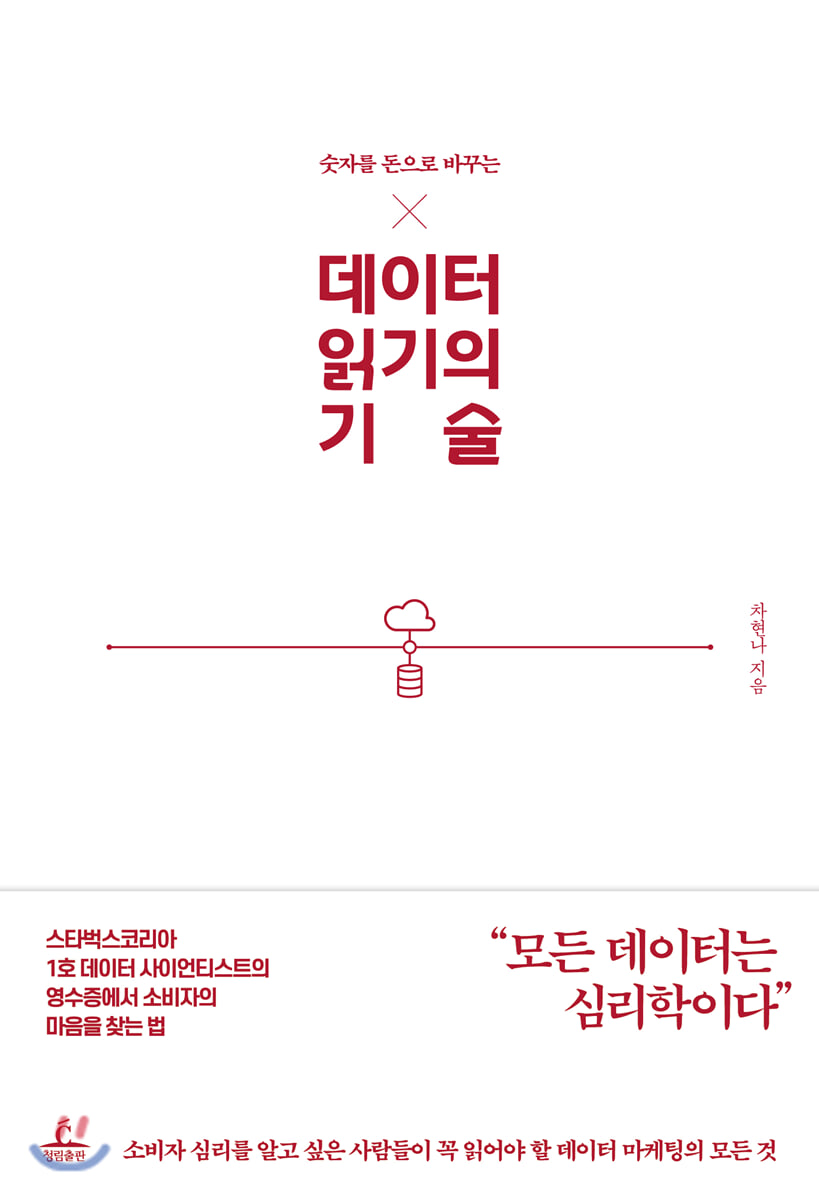 숫자를 돈으로 바꾸는
데이터
읽기의
기 술
차현나 지음
스타벅스코리아
1호 데이터 사이언티스트의
영수증에서 소비자의
마음을 찾는 법
“모든 데이터는
심리학이다”
C
청림출판
소비자 심리를 알고 싶은 사람들이 꼭 읽어야 할 데이터 마케팅의 모든 것